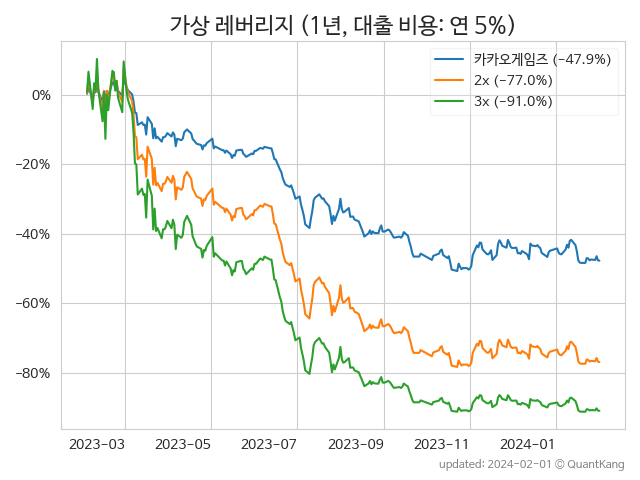 가상 레버리지 (1년, 대출 비용: 연 5%)
카카오게임즈 (−47.9%)
2x (−77.0%)
3x (−91.0%)
0%
−20%
−40%
−60%
−80%
2023−03 2023−05 2023−07 2023−09 2023−11 2024−01
updated: 2024-02-01 © QuantKang